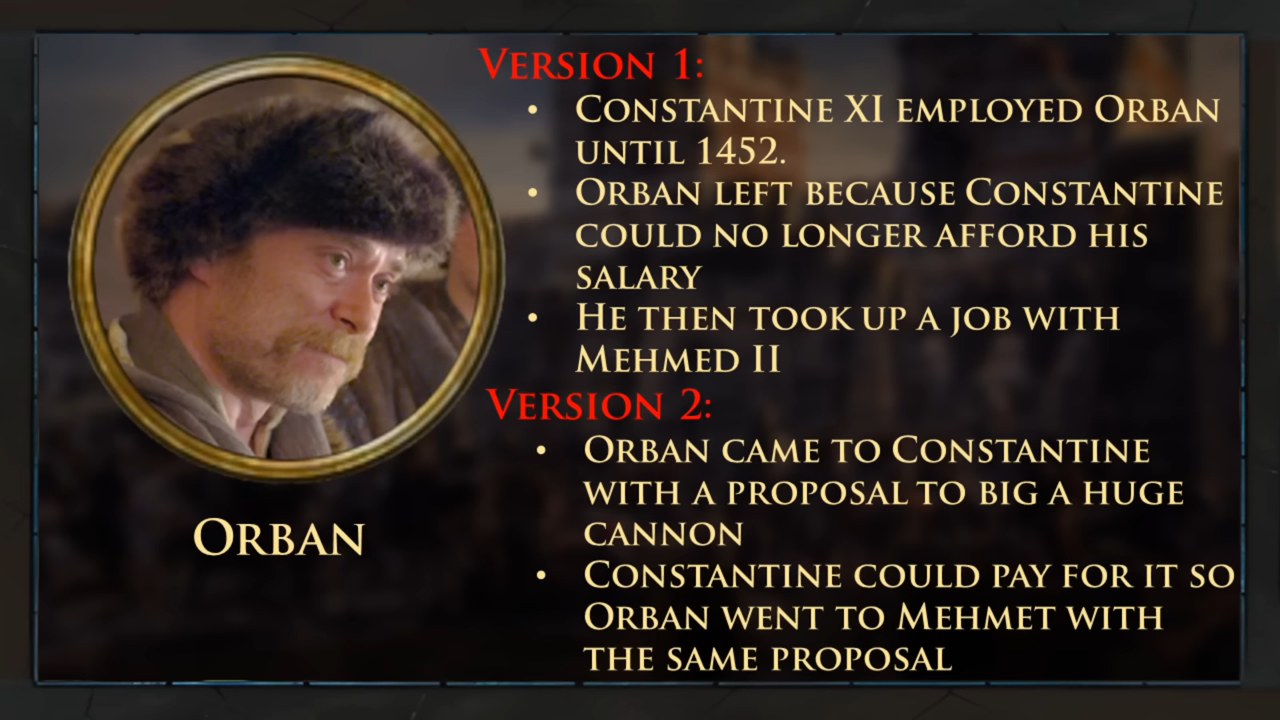 Version 1:
• Constantine XI employed Orban
until 1452.
• Orban left because Constantine
could no longer afford his
salary
• He then took up a job with
Mehmed II
Version 2:
• Orban came to Constantine
with a proposal to big a huge
cannon
• Constantine could pay for it so
Orban went to Mehmet with
the same proposal
Orban